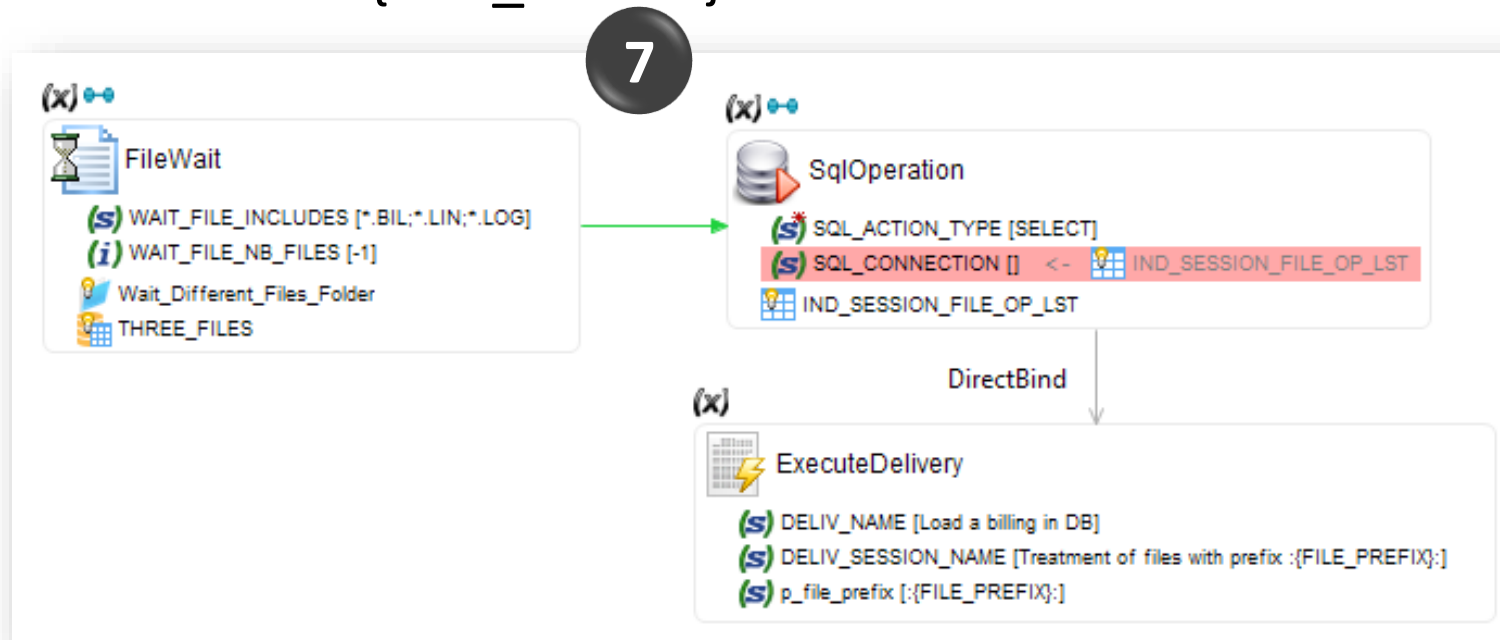 7
(x)
FileWait
(s) WAIT_FILE_INCLUDES [*.BIL;*.LIN;*.LOG]
(i) WAIT_FILE_NB_FILES [-1]
Wait_Different_Files_Folder
THREE_FILES
(x)
SqlOperation
(s) SQL_ACTION_TYPE [SELECT]
(s) SQL_CONNECTION [] <- IND_SESSION_FILE_OP_LST
IND_SESSION_FILE_OP_LST
DirectBind
(x)
ExecuteDelivery
(s) DELIV_NAME [Load a billing in DB]
(s) DELIV_SESSION_NAME [Treatment of files with prefix :{FILE_PREFIX}:]
(s) p_file_prefix [:{FILE_PREFIX}:]